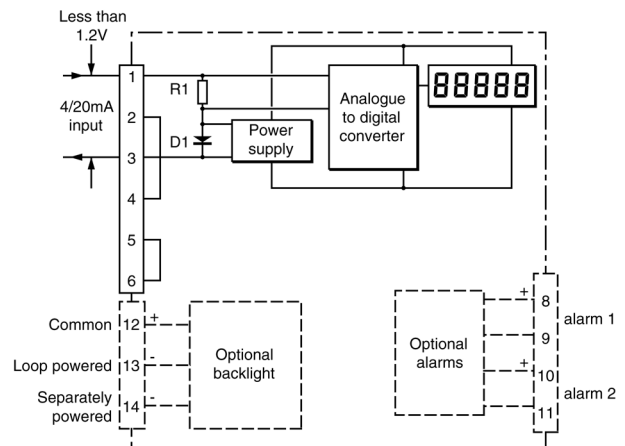 Less than
1.2V
4/20mA
input
1
2
3
4
5
6
R1
D1
Power
supply
Analogue
to digital
converter
88888
Common
Loop powered
Separately
powered
12
13
14
+
-
-
Optional
backlight
Optional
alarms
+
+
8
9
10
11
alarm 1
alarm 2